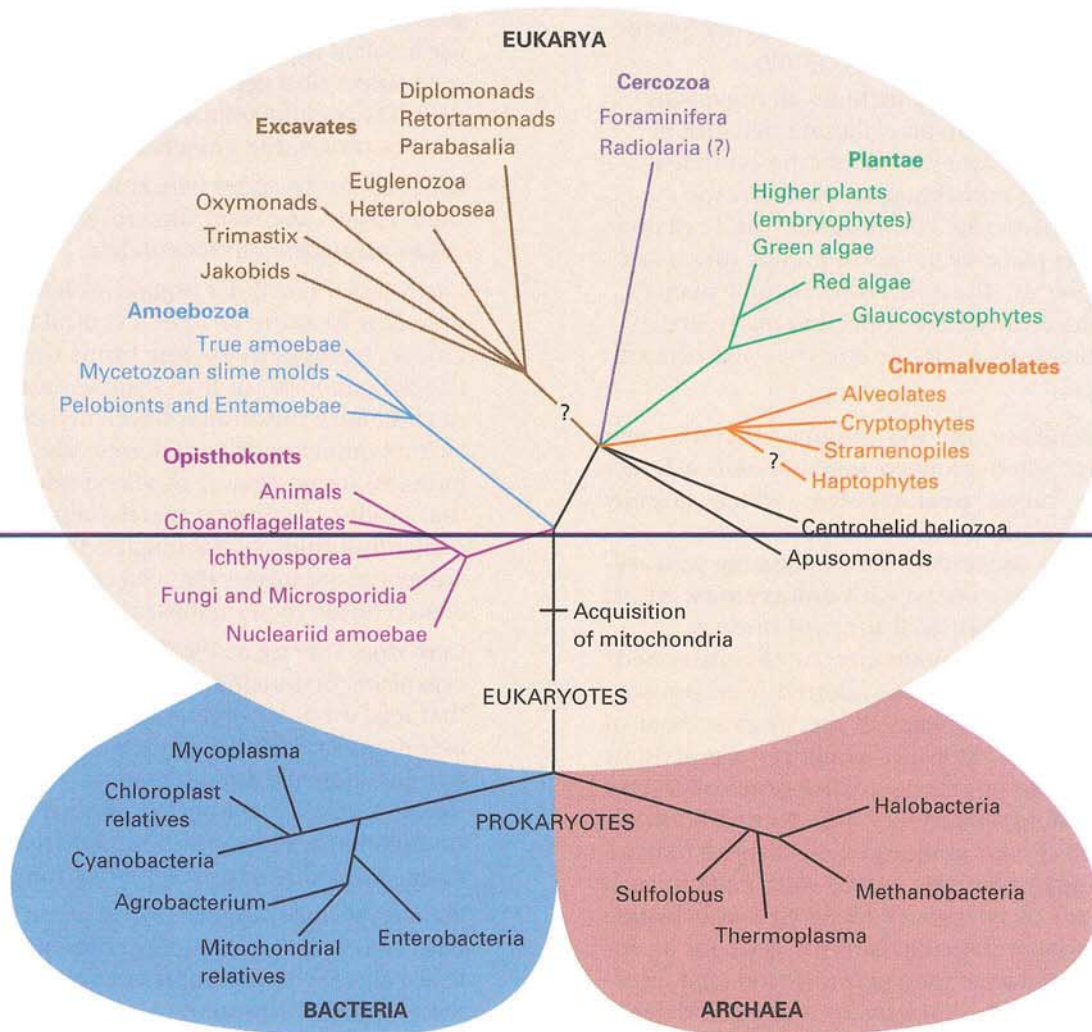 EUKARYA
Excavates
Diplomonads
Retortamonads
Parabasalia
Euglenozoa
Heterolobosea
Oxymonads
Trimastix
Jakobids
Cercozoa
Foraminifera
Radiolaria (?)
Plantae
Higher plants
(embryophytes)
Green algae
Red algae
Glaucocystophytes
Amoebozoa
True amoebae
Mycetozoan slime molds
Pelobionts and Entamoebae
?
Chromalveolates
Alveolates
Cryptophytes
Stramenopiles
?
Haptophytes
Opisthokonts
Animals
Choanoflagellates
Ichthyosporea
Fungi and Microsporidia
Nucleariid amoebae
Centrohelid heliozoa
Apusomonads
Acquisition
of mitochondria
EUKARYOTES
PROKARYOTES
Mycoplasma
Chloroplast
relatives
Cyanobacteria
Agrobacterium
Mitochondrial
relatives
Enterobacteria
BACTERIA
Halobacteria
Sulfolobus
Methanobacteria
Thermoplasma
ARCHAEA